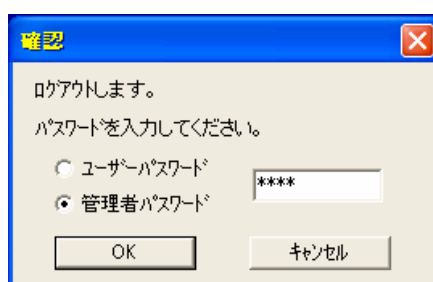 確認
ﾛｸﾞｱｳﾄします。
ﾊﾟｽﾜｰﾄﾞを入力してください。
ﾕｰｻﾞｰﾊﾟｽﾜｰﾄﾞ
****
管理者ﾊﾟｽﾜｰﾄﾞ
OK
ｷｬﾝｾﾙ